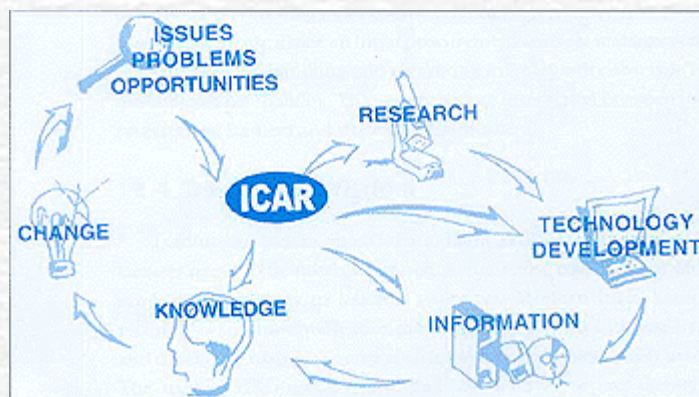 ISSUES
PROBLEMS
OPPORTUNITIES
RESEARCH
ICAR
CHANGE
TECHNOLOGY
DEVELOPMENT
KNOWLEDGE
INFORMATION